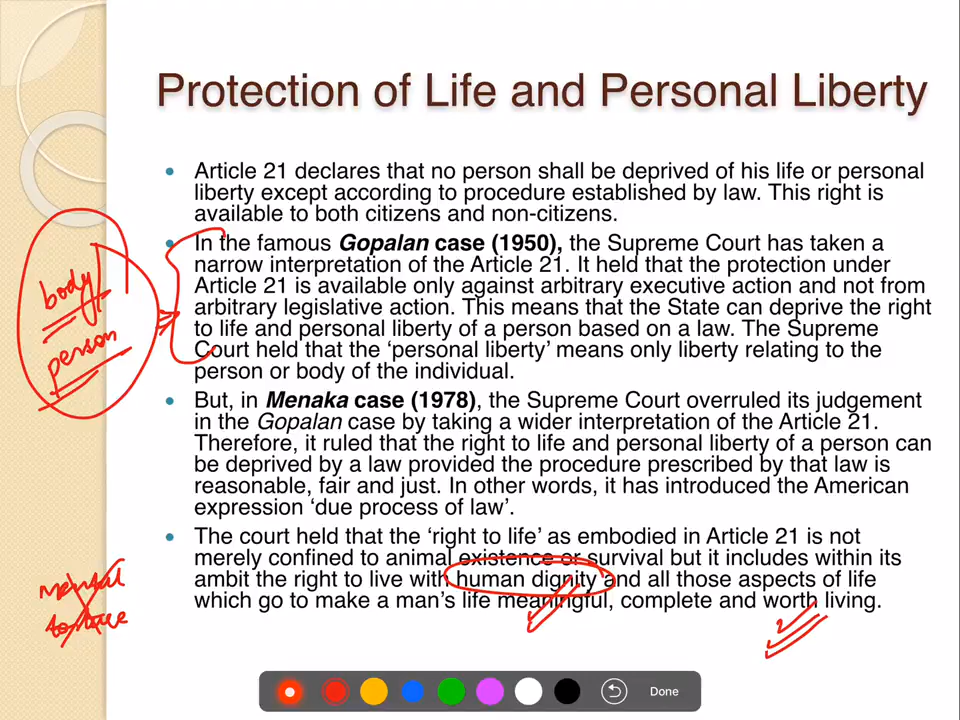 Protection of Life and Personal Liberty
Article 21 declares that no person shall be deprived of his life or personal
liberty except according to procedure established by law. This right is
available to both citizens and non-citizens.
In the famous Gopalan case (1950), the Supreme Court has taken a
narrow interpretation of the Article 21. It held that the protection under
Article 21 is available only against arbitrary executive action and not from
arbitrary legislative action. This means that the State can deprive the right
to life and personal liberty of a person based on a law. The Supreme
Court held that the ‘personal liberty’ means only liberty relating to the
person or body of the individual.
But, in Menaka case (1978), the Supreme Court overruled its judgement
in the Gopalan case by taking a wider interpretation of the Article 21.
Therefore, it ruled that the right to life and personal liberty of a person can
be deprived by a law provided the procedure prescribed by that law is
reasonable, fair and just. In other words, it has introduced the American
expression ‘due process of law’.
The court held that the ‘right to life’ as embodied in Article 21 is not
merely confined to animal existence or survival but it includes within its
ambit the right to live with human dignity and all those aspects of life
which go to make a man’s life meaningful, complete and worth living.
body
person
mental
torture
Done